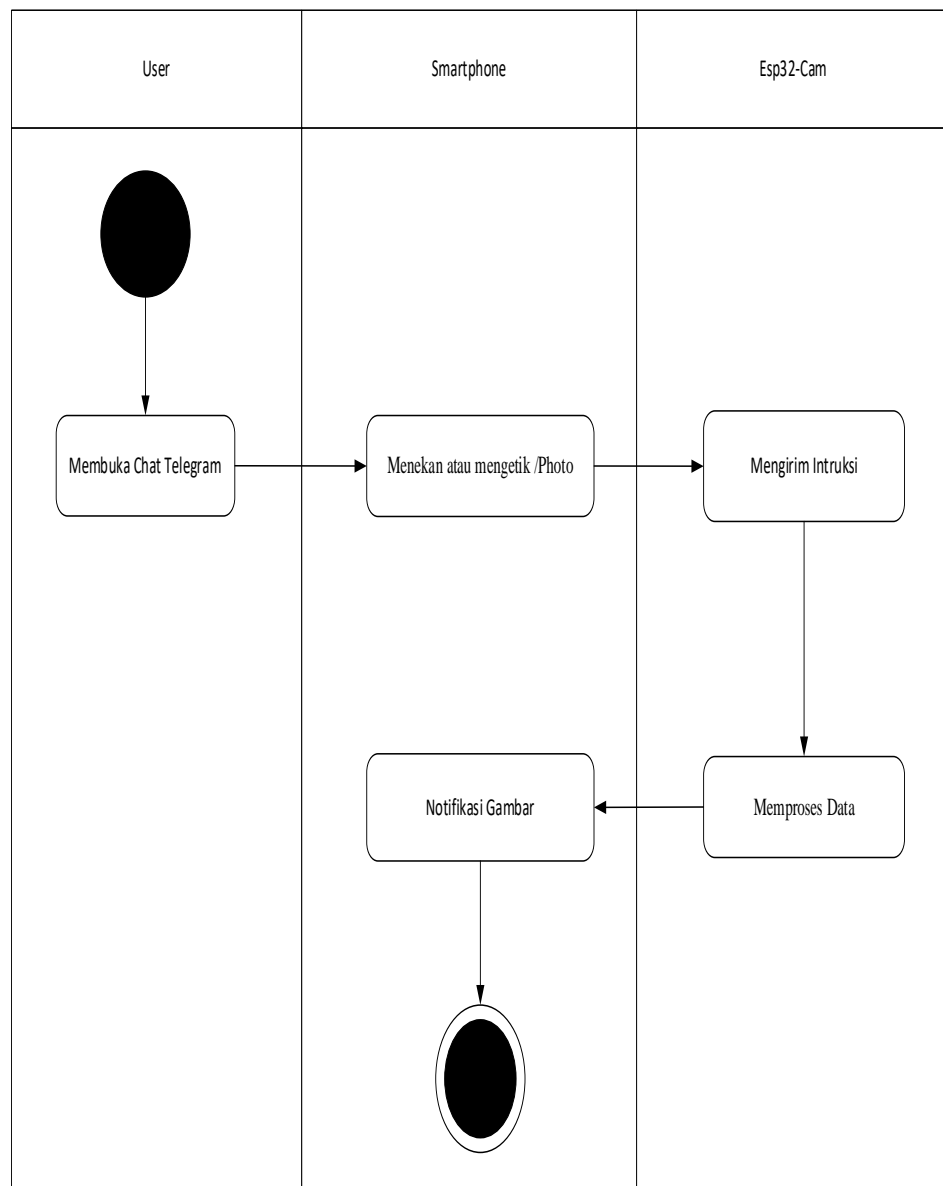 User
Smartphone
Esp32-Cam
Membuka Chat Telegram
Menekan atau mengetik /Photo
Mengirim Intruksi
Notifikasi Gambar
Memproses Data